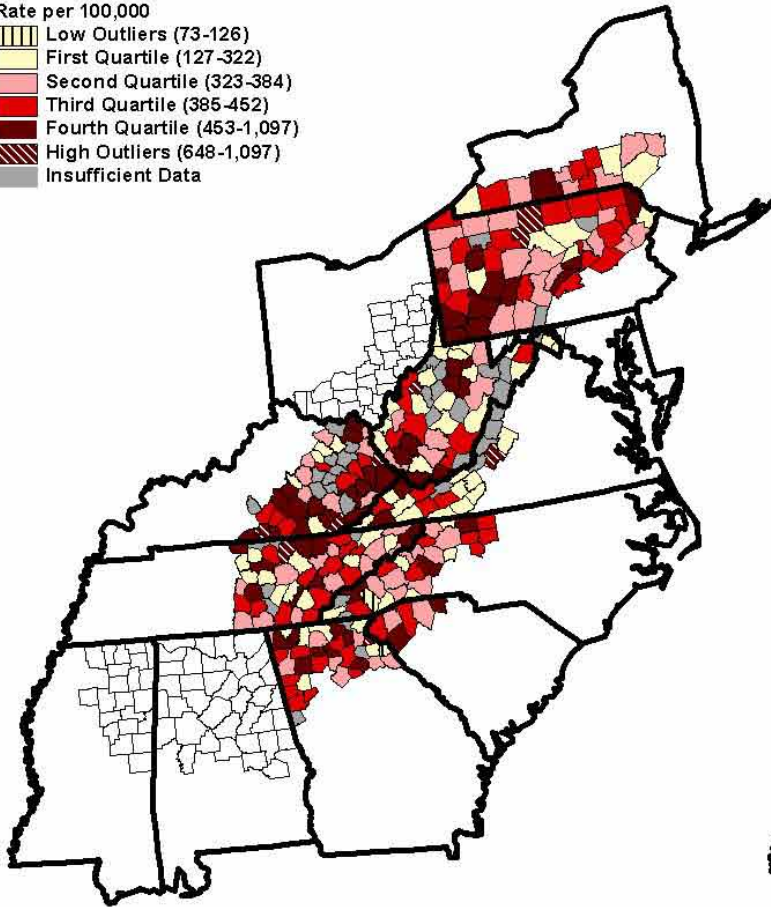 Rate per 100,000
Low Outliers (73-126)
First Quartile (127-322)
Second Quartile (323-384)
Third Quartile (385-452)
Fourth Quartile (453-1,097)
High Outliers (648-1,097)
Insufficient Data